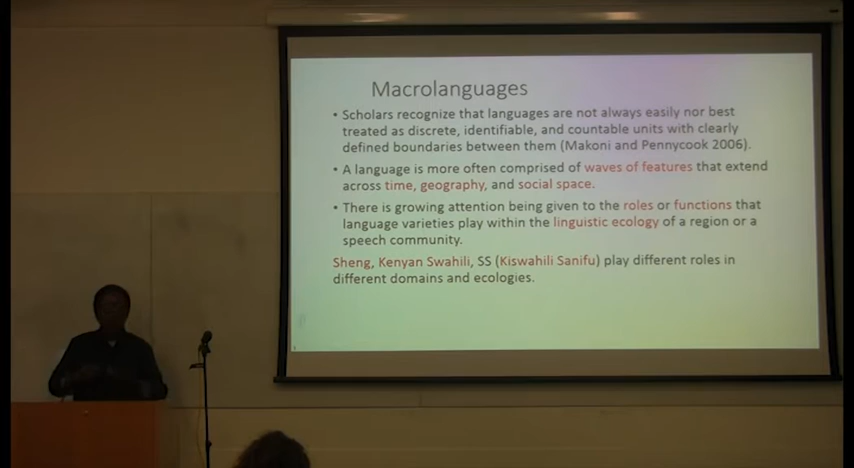 Macrolanguages
• Scholars recognize that languages are not always easily nor best
treated as discrete, identifiable, and countable units with clearly
defined boundaries between them (Makoni and Pennycook 2006).
• A language is more often comprised of waves of features that extend
across time, geography, and social space.
• There is growing attention being given to the roles or functions that
language varieties play within the linguistic ecology of a region or a
speech community.
Sheng, Kenyan Swahili, SS (Kiswahili Sanifu) play different roles in
different domains and ecologies.